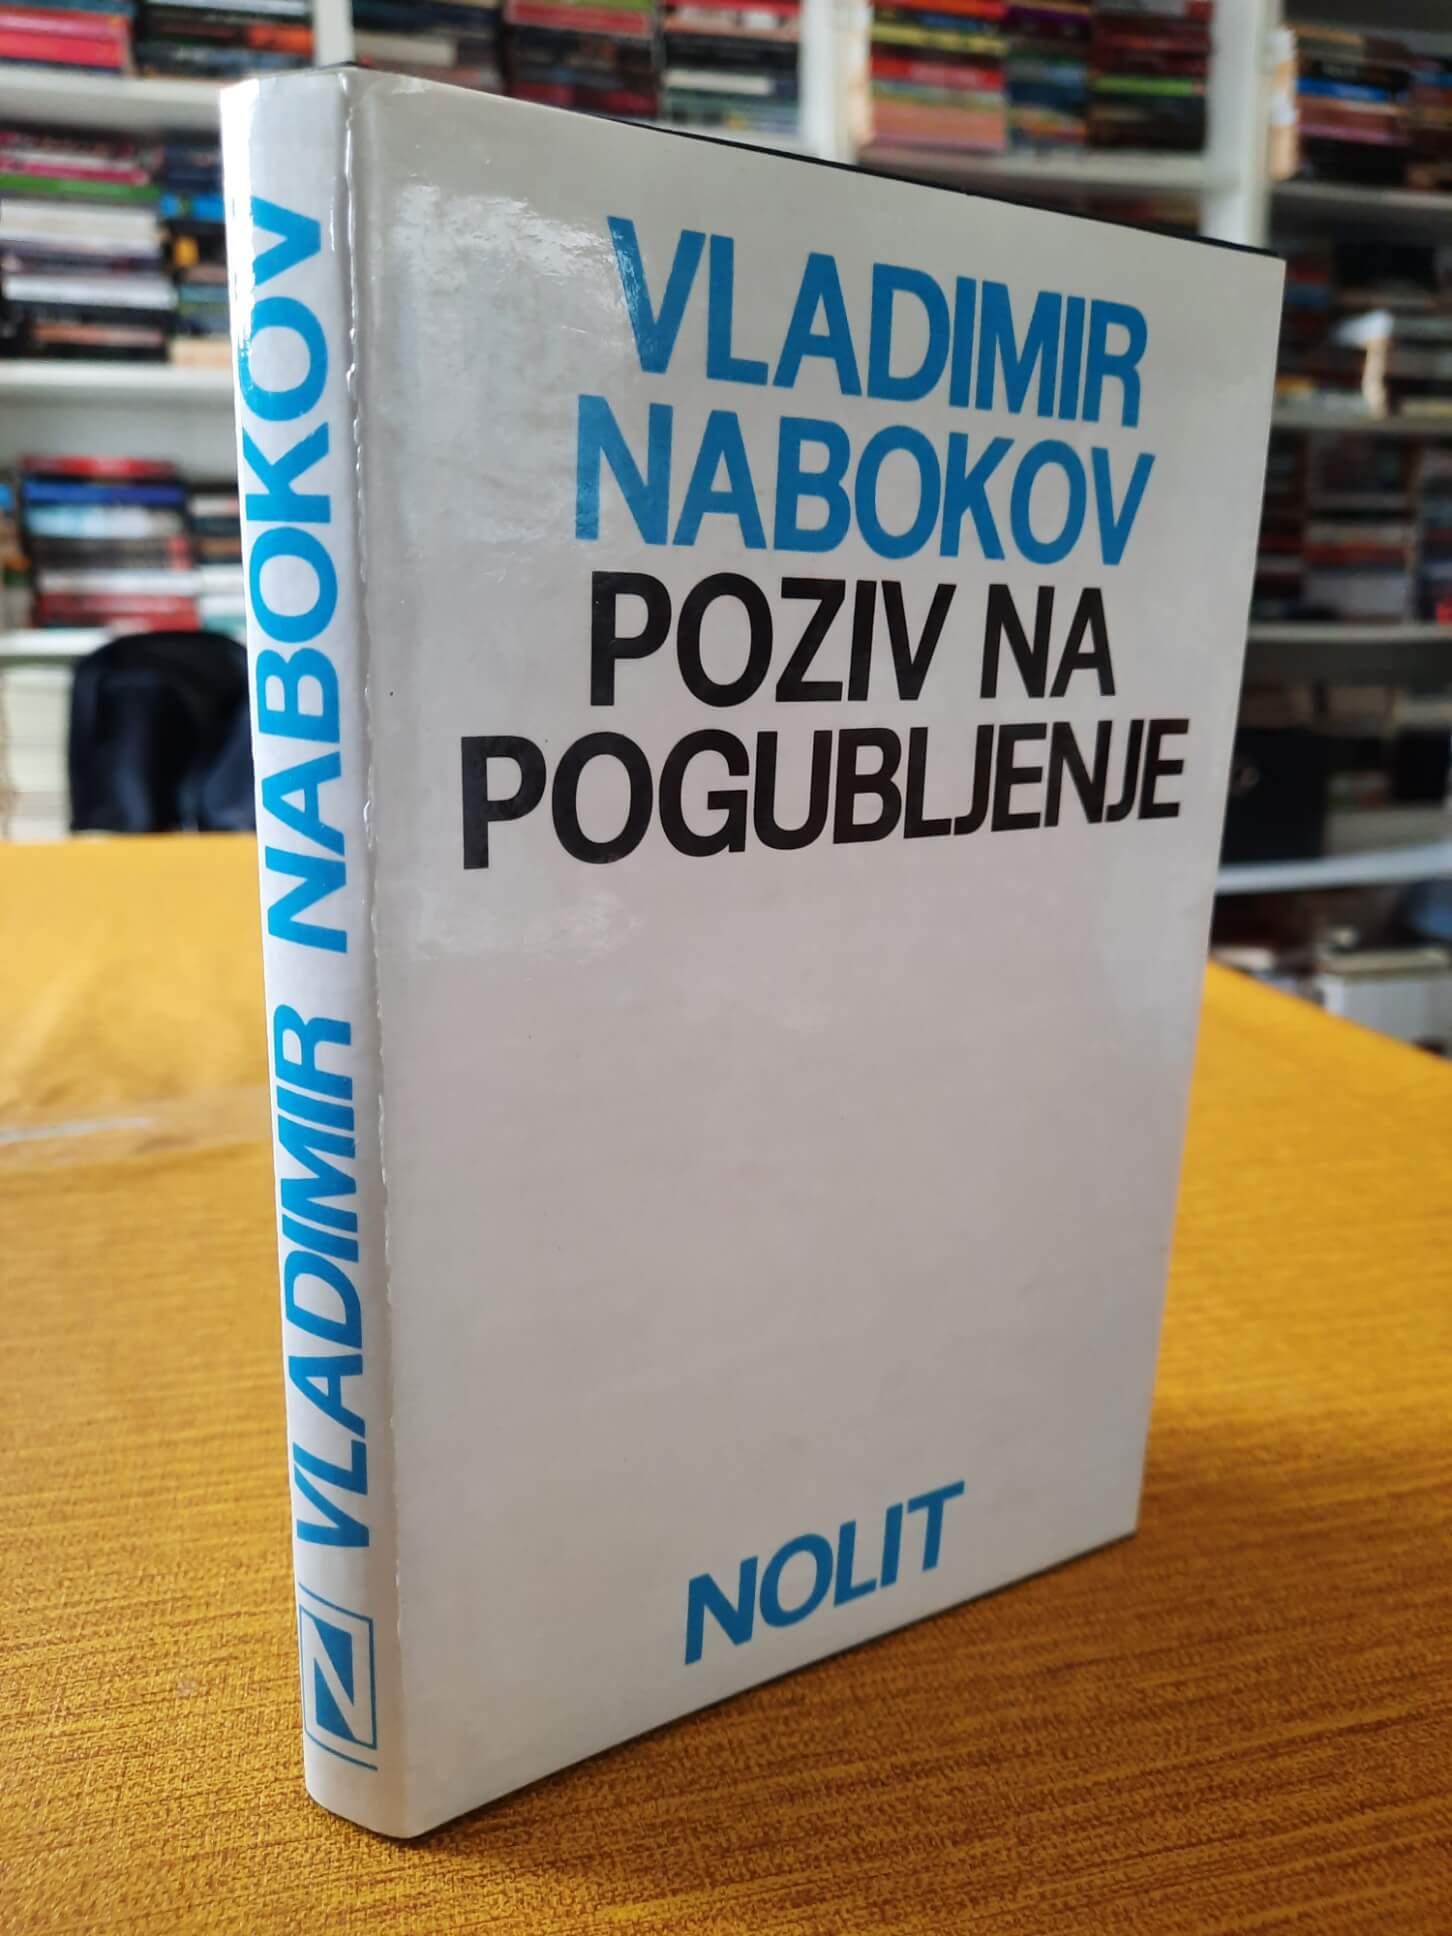 VLADIMIR NABOKOV
VLADIMIR
NABOKOV
POZIV NA
POGUBLJENJE
NOLIT